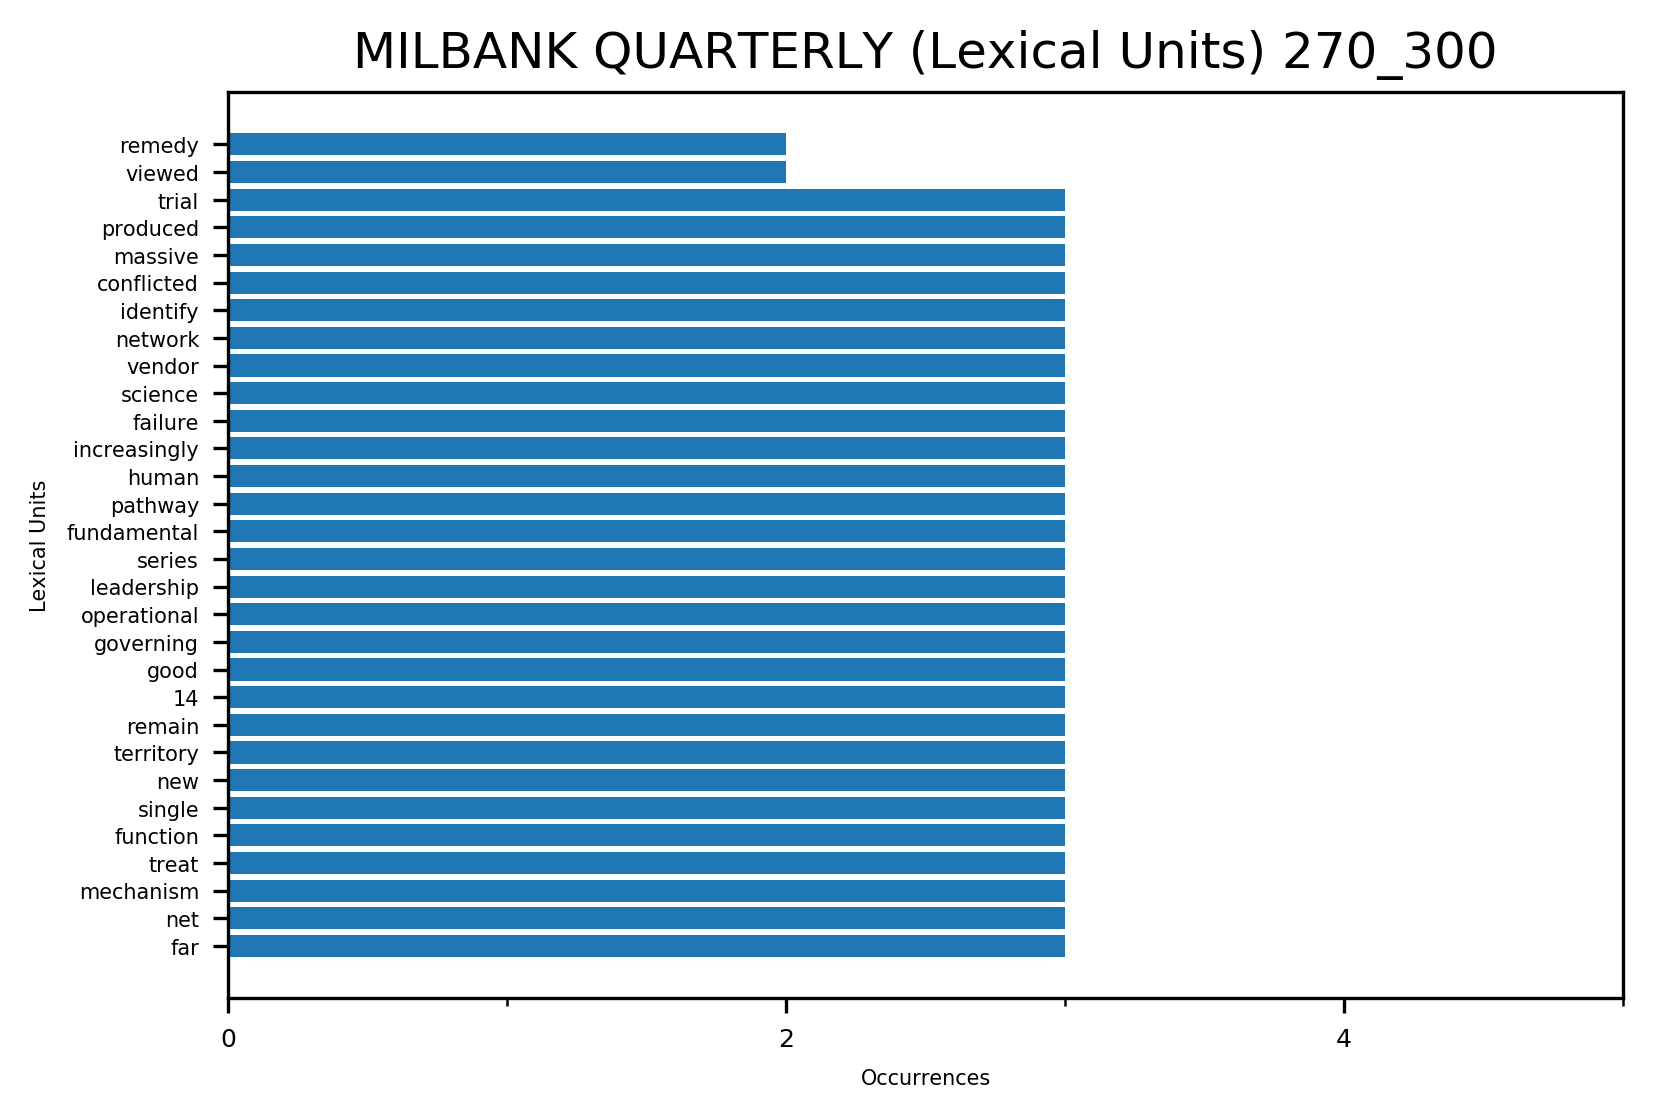 MILBANK QUARTERLY (Lexical Units) 270_300
remedy
viewed
trial
produced
massive
conflicted
identify
network
vendor
science
failure
increasingly
human
pathway
fundamental
series
leadership
operational
governing
good
14
remain
territory
new
single
function
treat
mechanism
net
far
Lexical Units
0 2 4
Occurrences